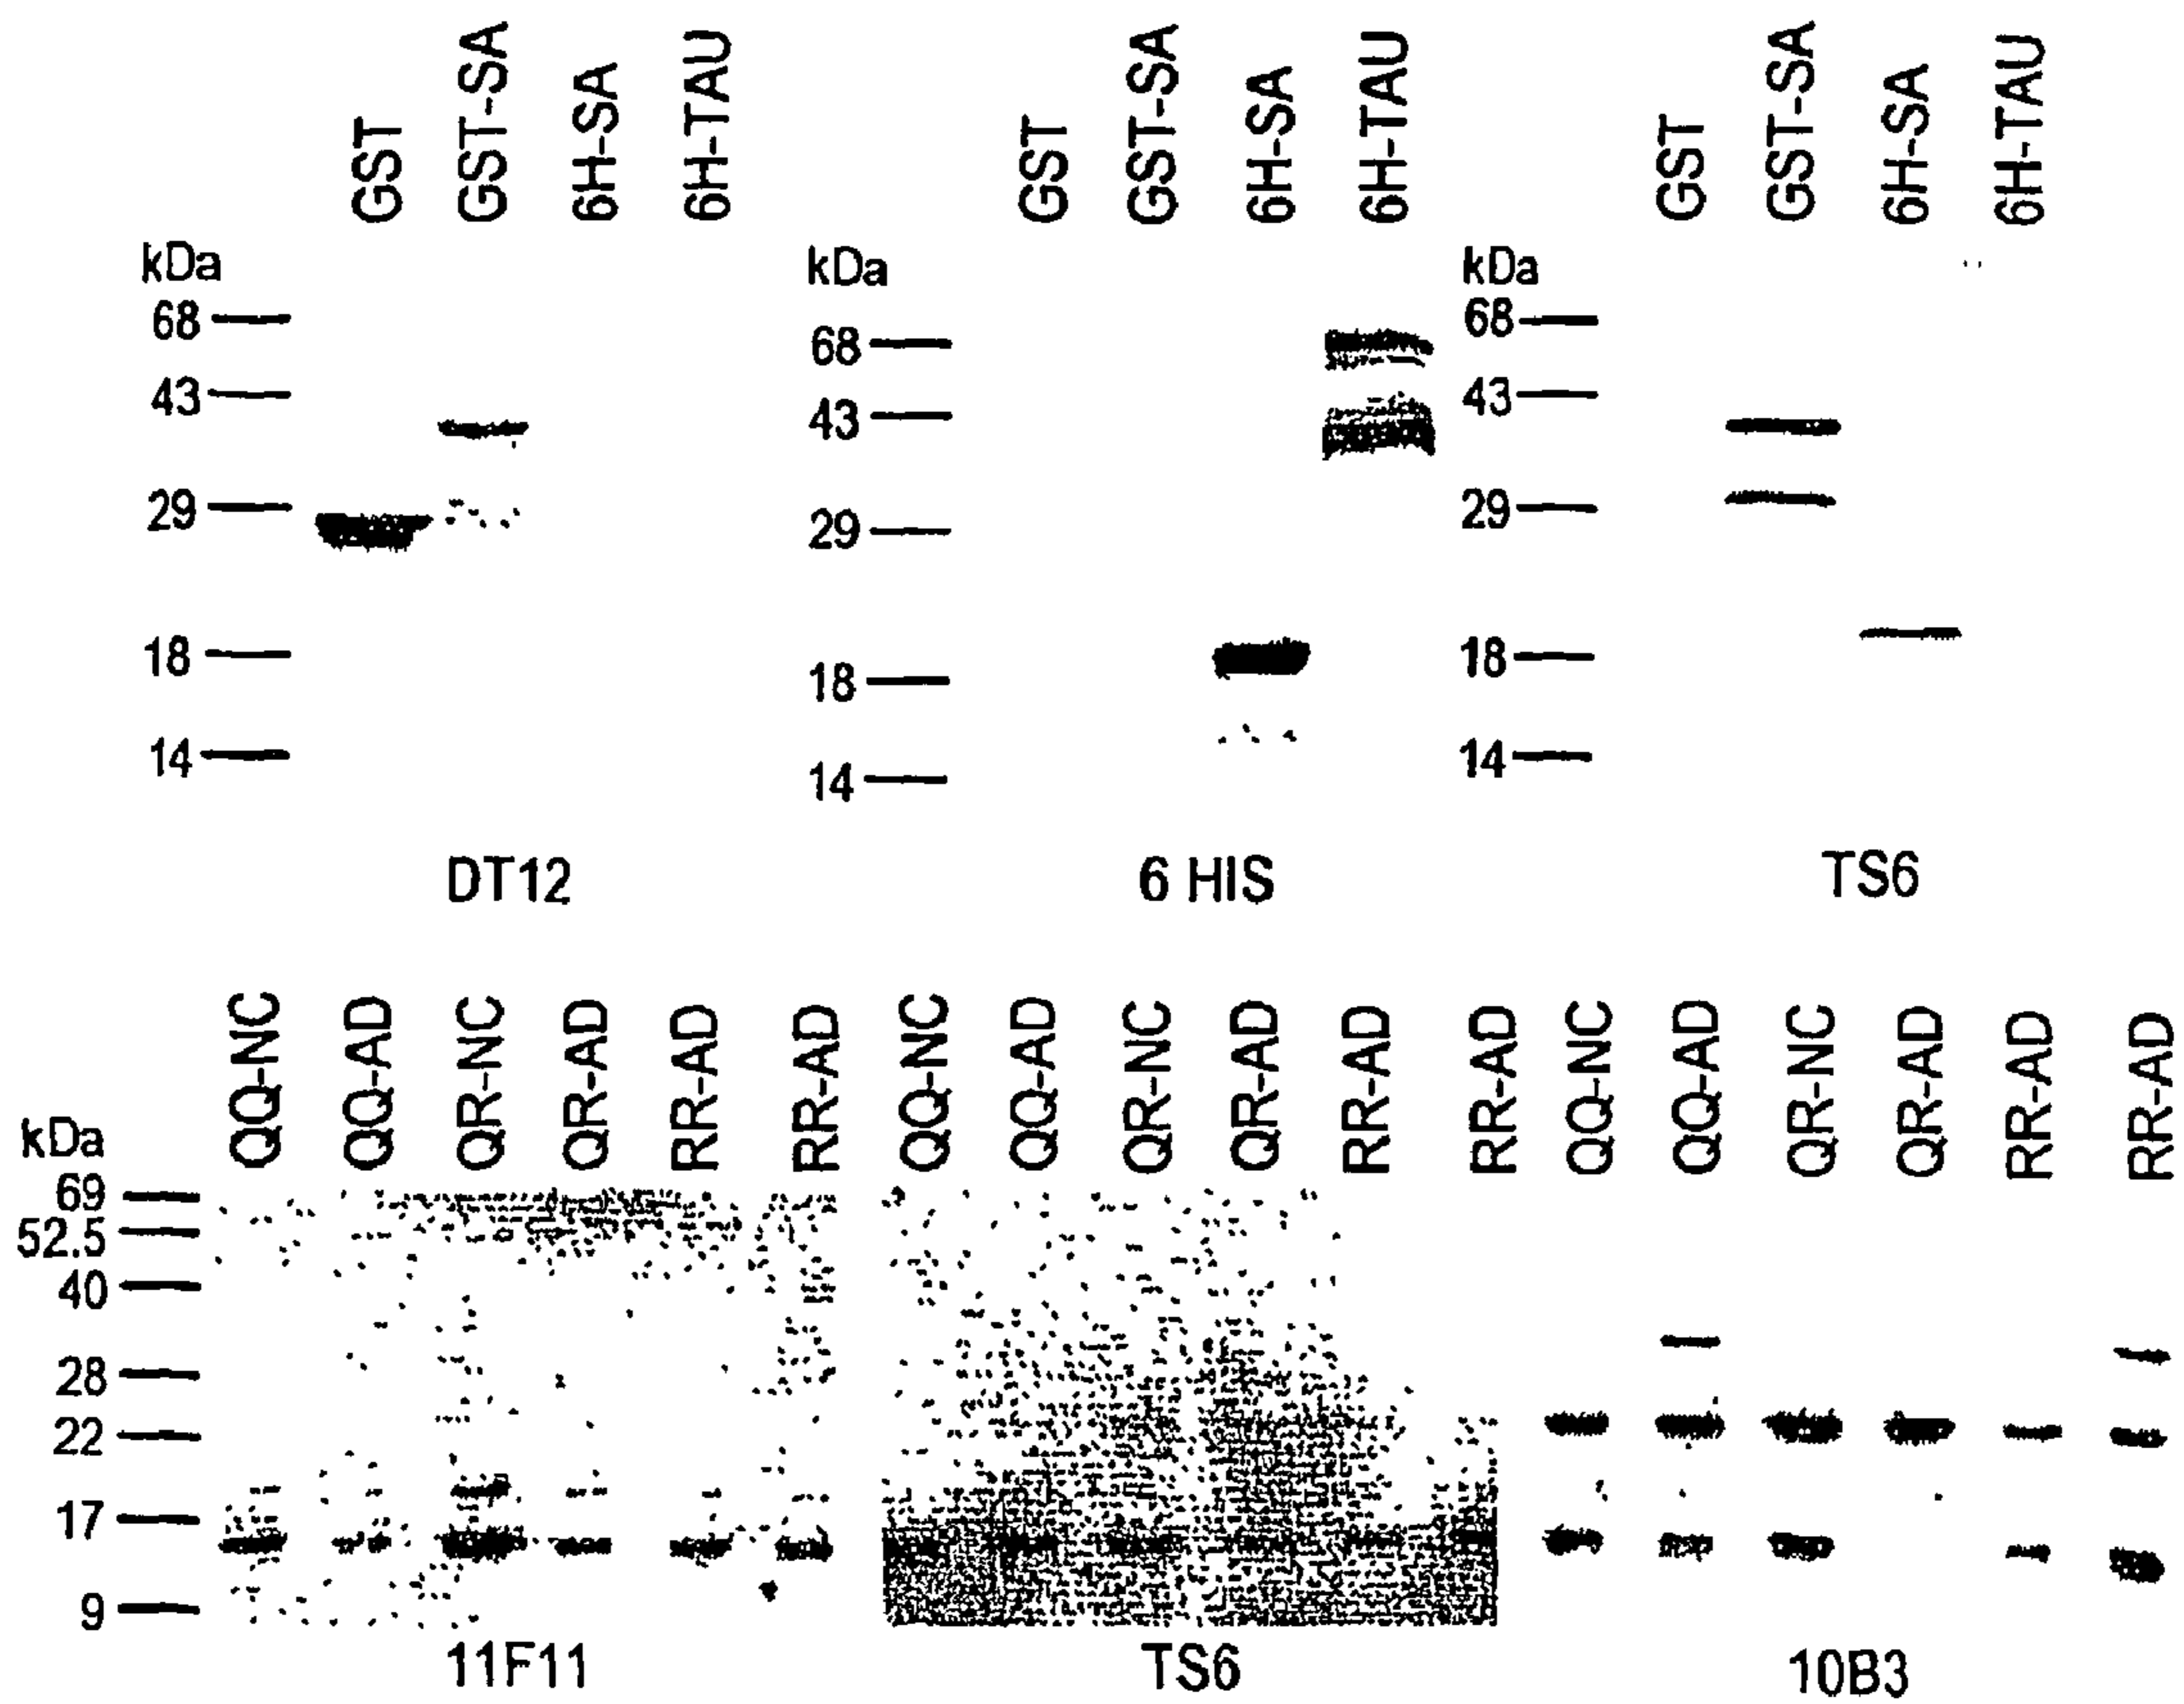 GST GST-SA 6H-SA 6H-TAU GST GST-SA 6H-SA 6H-TAU GST GST-SA 6H-SA 6H-TAU
kDa kDa kDa
68 68 68
43 43 43
29 29 29
18 18 18
14 14 14
DT12 6 HIS TS6
QQ-NC QQ-AD QR-NC QR-AD RR-AD RR-AD QQ-NC QQ-AD QR-NC QR-AD RR-AD RR-AD QQ-NC QQ-AD QR-NC QR-AD RR-AD RR-AD
kDa
69
52.5
40
28
22
17
9
11F11 TS6 10B3